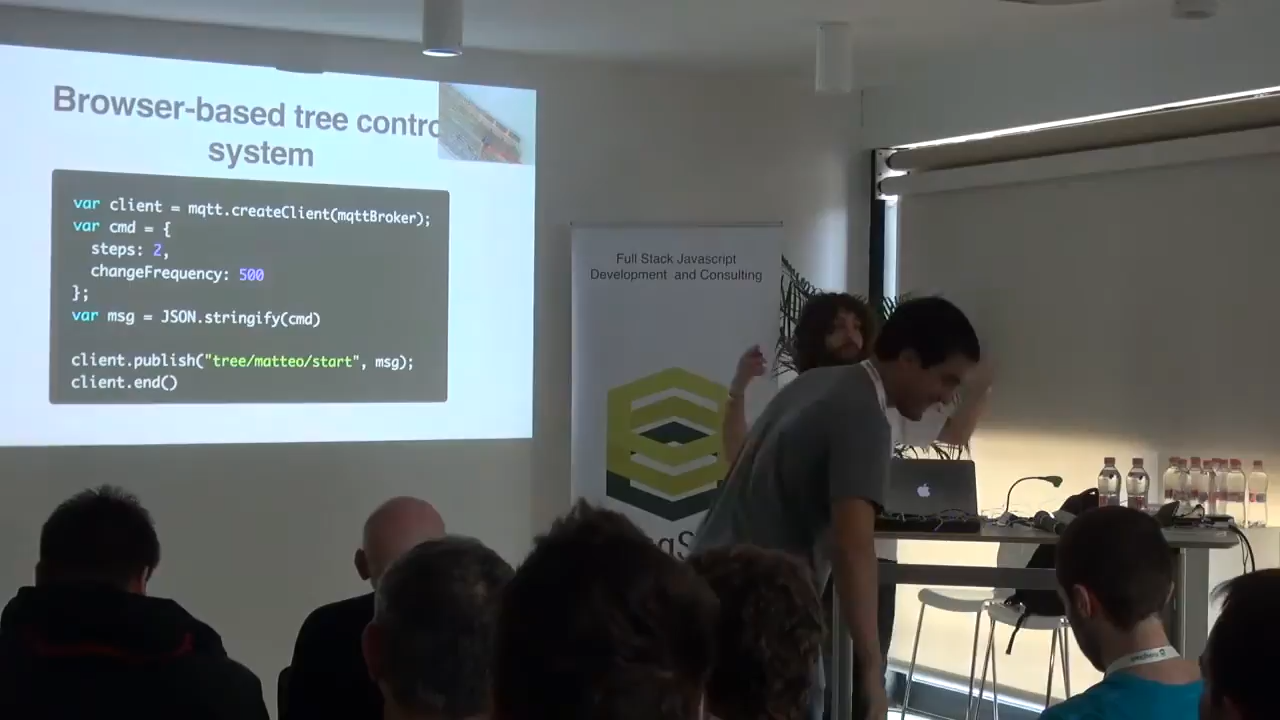 Browser-based tree contro
system
var client = mqtt.createClient(mqttBroker);
var cmd = {
steps: 2,
changeFrequency: 500
};
var msg = JSON.stringify(cmd)
client.publish("tree/matteo/start", msg);
client.end()
Full Stack Javascript
Development and Consulting